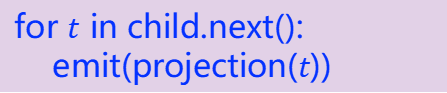 for t in child.next():
emit(projection(t))